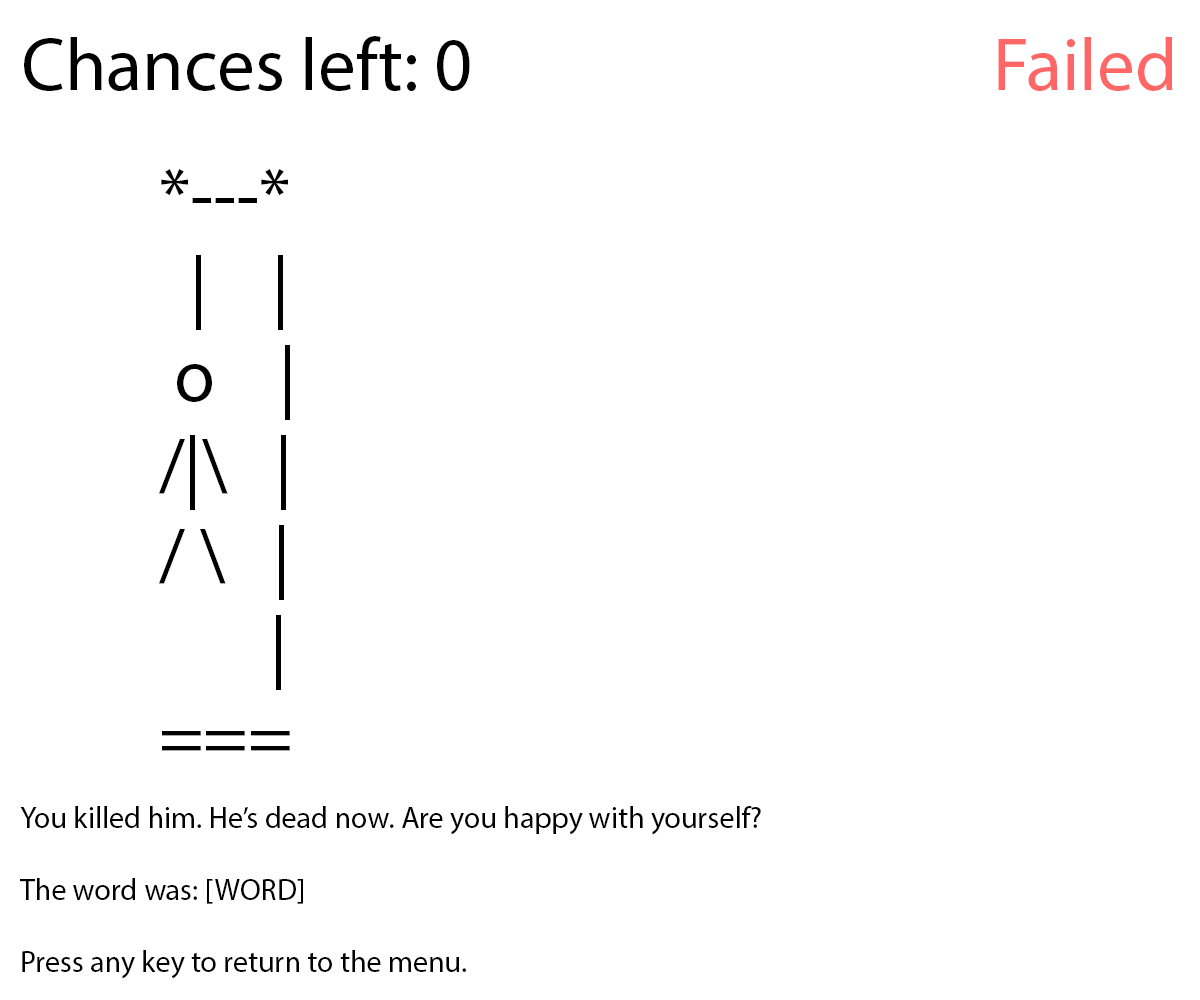 Chances left: 0
Failed
*---*
|   |
o   |
/|\  |
/ \  |
|
===
You killed him. He’s dead now. Are you happy with yourself?
The word was: [WORD]
Press any key to return to the menu.